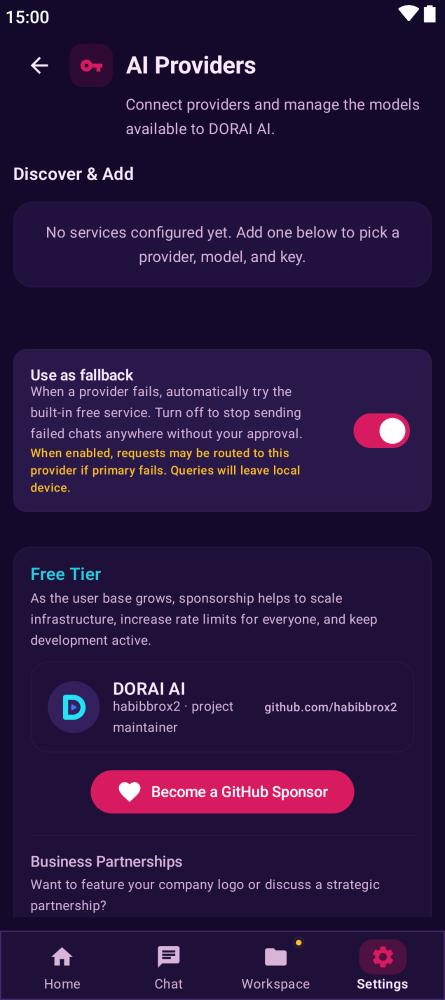 15:00
AI Providers
Connect providers and manage the models
available to DORAI AI.
Discover & Add
No services configured yet. Add one below to pick a
provider, model, and key.
Use as fallback
When a provider fails, automatically try the
built-in free service. Turn off to stop sending
failed chats anywhere without your approval.
When enabled, requests may be routed to this
provider if primary fails. Queries will leave local
device.
Free Tier
As the user base grows, sponsorship helps to scale
infrastructure, increase rate limits for everyone, and keep
development active.
DORAI AI
habibbrox2 · project
maintainer
github.com/habibbrox2
Become a GitHub Sponsor
Business Partnerships
Want to feature your company logo or discuss a strategic
partnership?
Home
Chat
Workspace
Settings